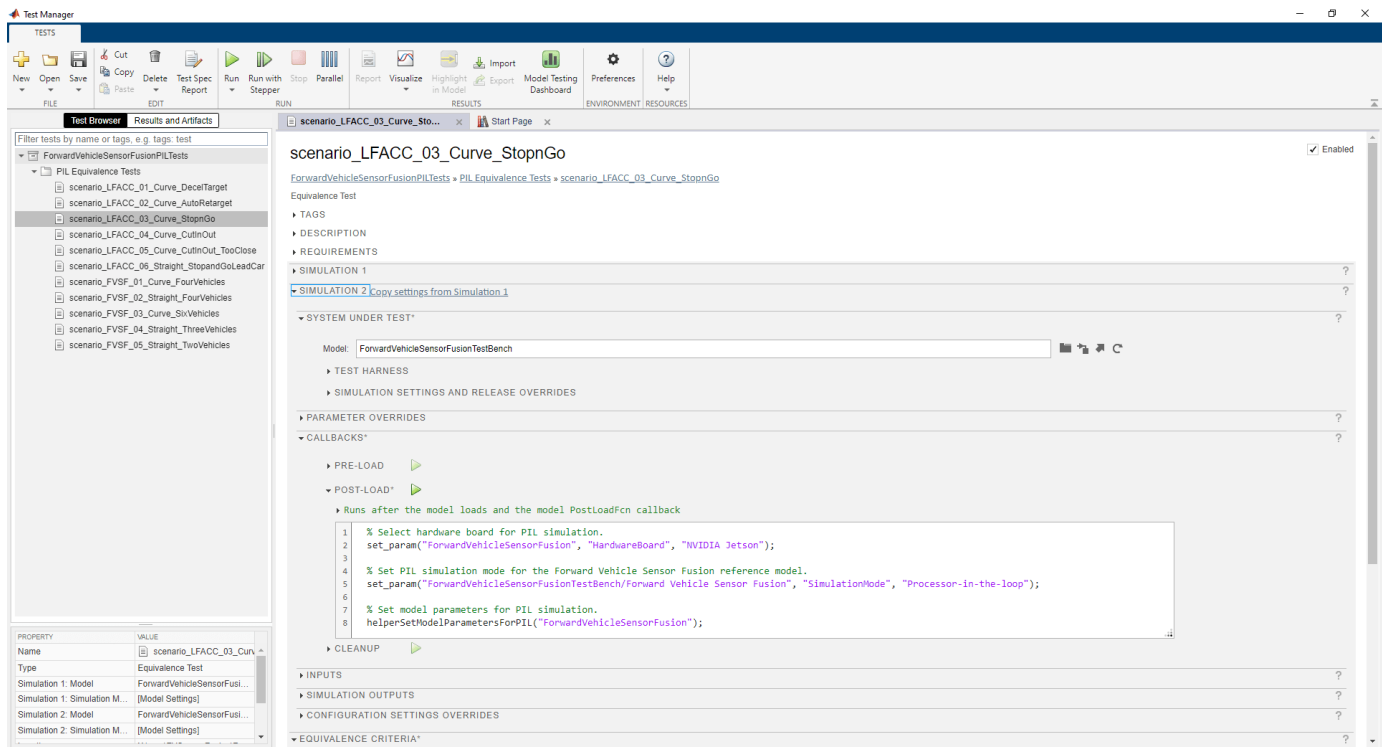 Test Manager
TESTS
New Open Save Cut Copy Paste Delete Test Spec Report Run Run with Stepper Stop Parallel Report Visualize Highlight in Model Import Export Model Testing Dashboard Preferences Help
FILE EDIT RUN RESULTS ENVIRONMENT RESOURCES
Test Browser Results and Artifacts
Filter tests by name or tags, e.g. tags: test
ForwardVehicleSensorFusionPILTests
PIL Equivalence Tests
scenario_LFACC_01_Curve_DecelTarget
scenario_LFACC_02_Curve_AutoRetarget
scenario_LFACC_03_Curve_StopnGo
scenario_LFACC_04_Curve_CutInOut
scenario_LFACC_05_Curve_CutInOut_TooClose
scenario_LFACC_06_Straight_StopandGoLeadCar
scenario_FVSF_01_Curve_FourVehicles
scenario_FVSF_02_Straight_FourVehicles
scenario_FVSF_03_Curve_SixVehicles
scenario_FVSF_04_Straight_ThreeVehicles
scenario_FVSF_05_Straight_TwoVehicles
PROPERTY VALUE
Name scenario_LFACC_03_Curv
Type Equivalence Test
Simulation 1: Model ForwardVehicleSensorFusi...
Simulation 1: Simulation M... [Model Settings]
Simulation 2: Model ForwardVehicleSensorFusi...
Simulation 2: Simulation M... [Model Settings]
scenario_LFACC_03_Curve_Sto... × Start Page ×
scenario_LFACC_03_Curve_StopnGo
Enabled
ForwardVehicleSensorFusionPILTests » PIL Equivalence Tests » scenario_LFACC_03_Curve_StopnGo
Equivalence Test
TAGS
DESCRIPTION
REQUIREMENTS
SIMULATION 1 ?
SIMULATION 2 Copy settings from Simulation 1 ?
SYSTEM UNDER TEST* ?
Model: ForwardVehicleSensorFusionTestBench
TEST HARNESS
SIMULATION SETTINGS AND RELEASE OVERRIDES
PARAMETER OVERRIDES ?
CALLBACKS* ?
PRE-LOAD
POST-LOAD*
Runs after the model loads and the model PostLoadFcn callback
1 % Select hardware board for PIL simulation.
2 set_param("ForwardVehicleSensorFusion", "HardwareBoard", "NVIDIA Jetson");
3
4 % Set PIL simulation mode for the Forward Vehicle Sensor Fusion reference model.
5 set_param("ForwardVehicleSensorFusionTestBench/Forward Vehicle Sensor Fusion", "SimulationMode", "Processor-in-the-loop");
6
7 % Set model parameters for PIL simulation.
8 helperSetModelParametersForPIL("ForwardVehicleSensorFusion");
CLEANUP
INPUTS ?
SIMULATION OUTPUTS ?
CONFIGURATION SETTINGS OVERRIDES ?
EQUIVALENCE CRITERIA* ?